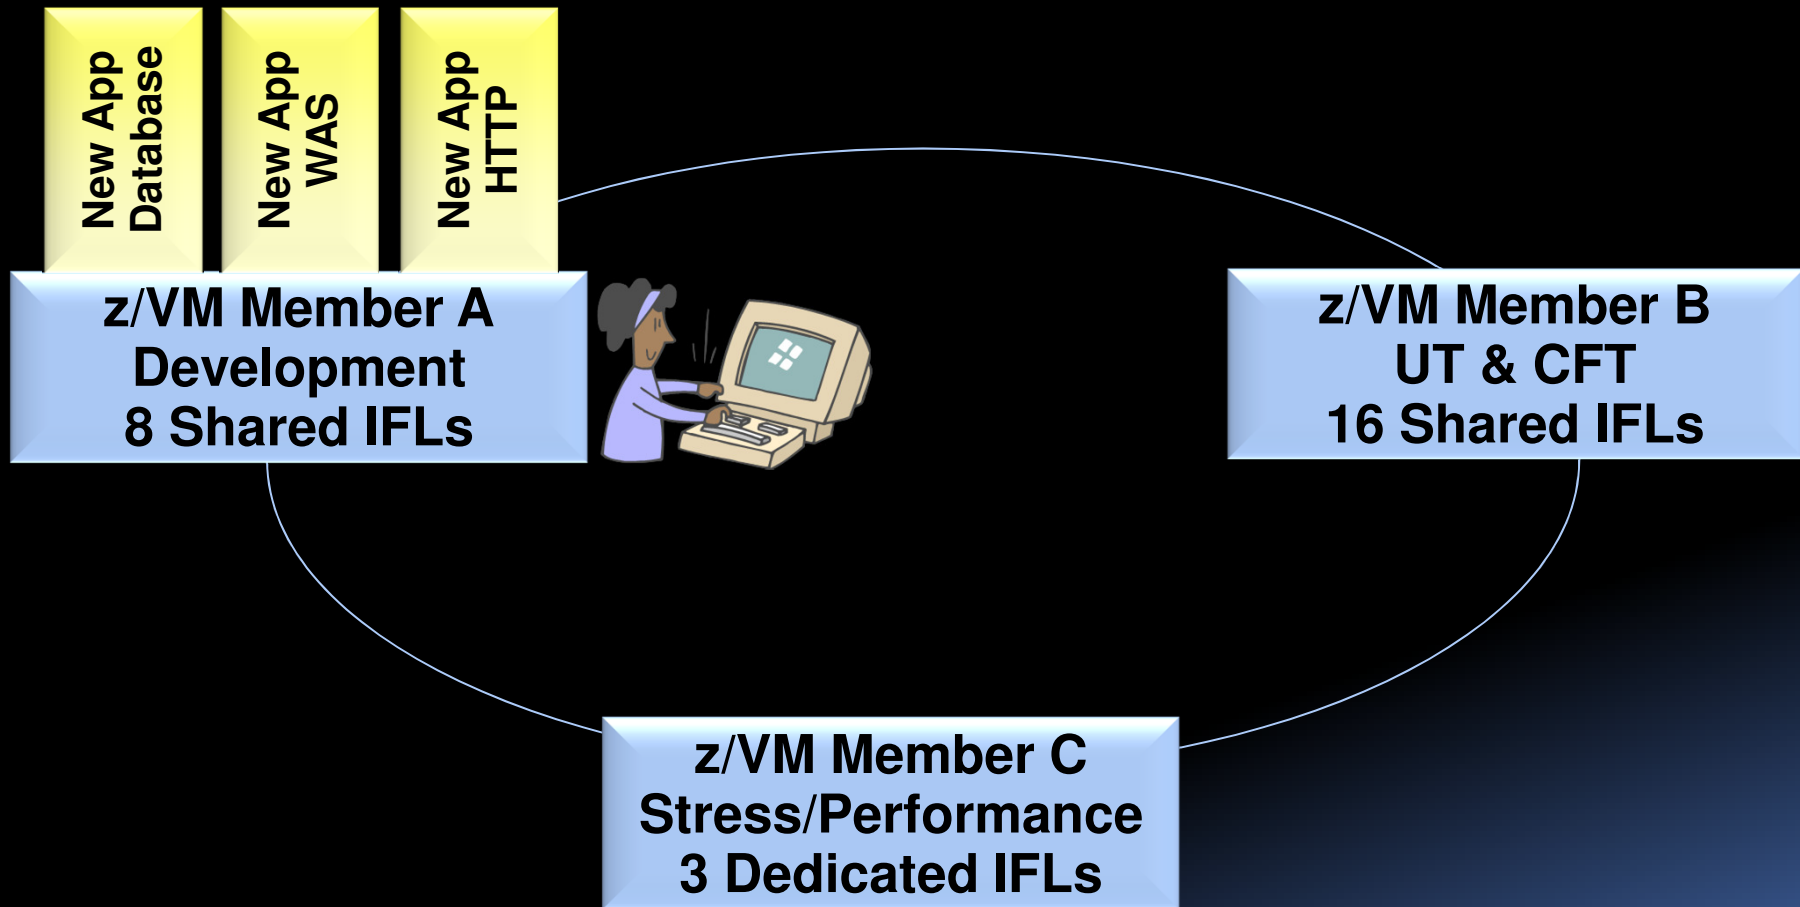 New App
Database
New App
WAS
New App
HTTP
z/VM Member A
Development
8 Shared IFLs
z/VM Member B
UT & CFT
16 Shared IFLs
z/VM Member C
Stress/Performance
3 Dedicated IFLs